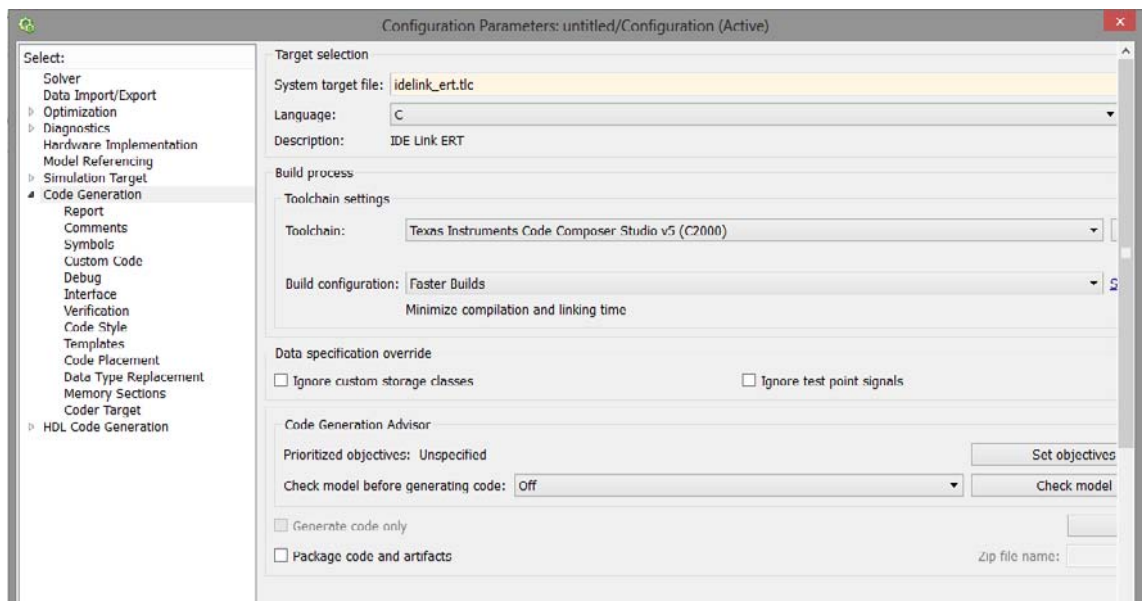 Configuration Parameters: untitled/Configuration (Active)
Select:
Solver
Data Import/Export
Optimization
Diagnostics
Hardware Implementation
Model Referencing
Simulation Target
Code Generation
Report
Comments
Symbols
Custom Code
Debug
Interface
Verification
Code Style
Templates
Code Placement
Data Type Replacement
Memory Sections
Coder Target
HDL Code Generation
Target selection
System target file: idelink_ert.tlc
Language: C
Description: IDE Link ERT
Build process
Toolchain settings
Toolchain: Texas Instruments Code Composer Studio v5 (C2000)
Build configuration: Faster Builds
Minimize compilation and linking time
Data specification override
Ignore custom storage classes Ignore test point signals
Code Generation Advisor
Prioritized objectives: Unspecified Set objectives
Check model before generating code: Off Check model
Generate code only
Package code and artifacts Zip file name: